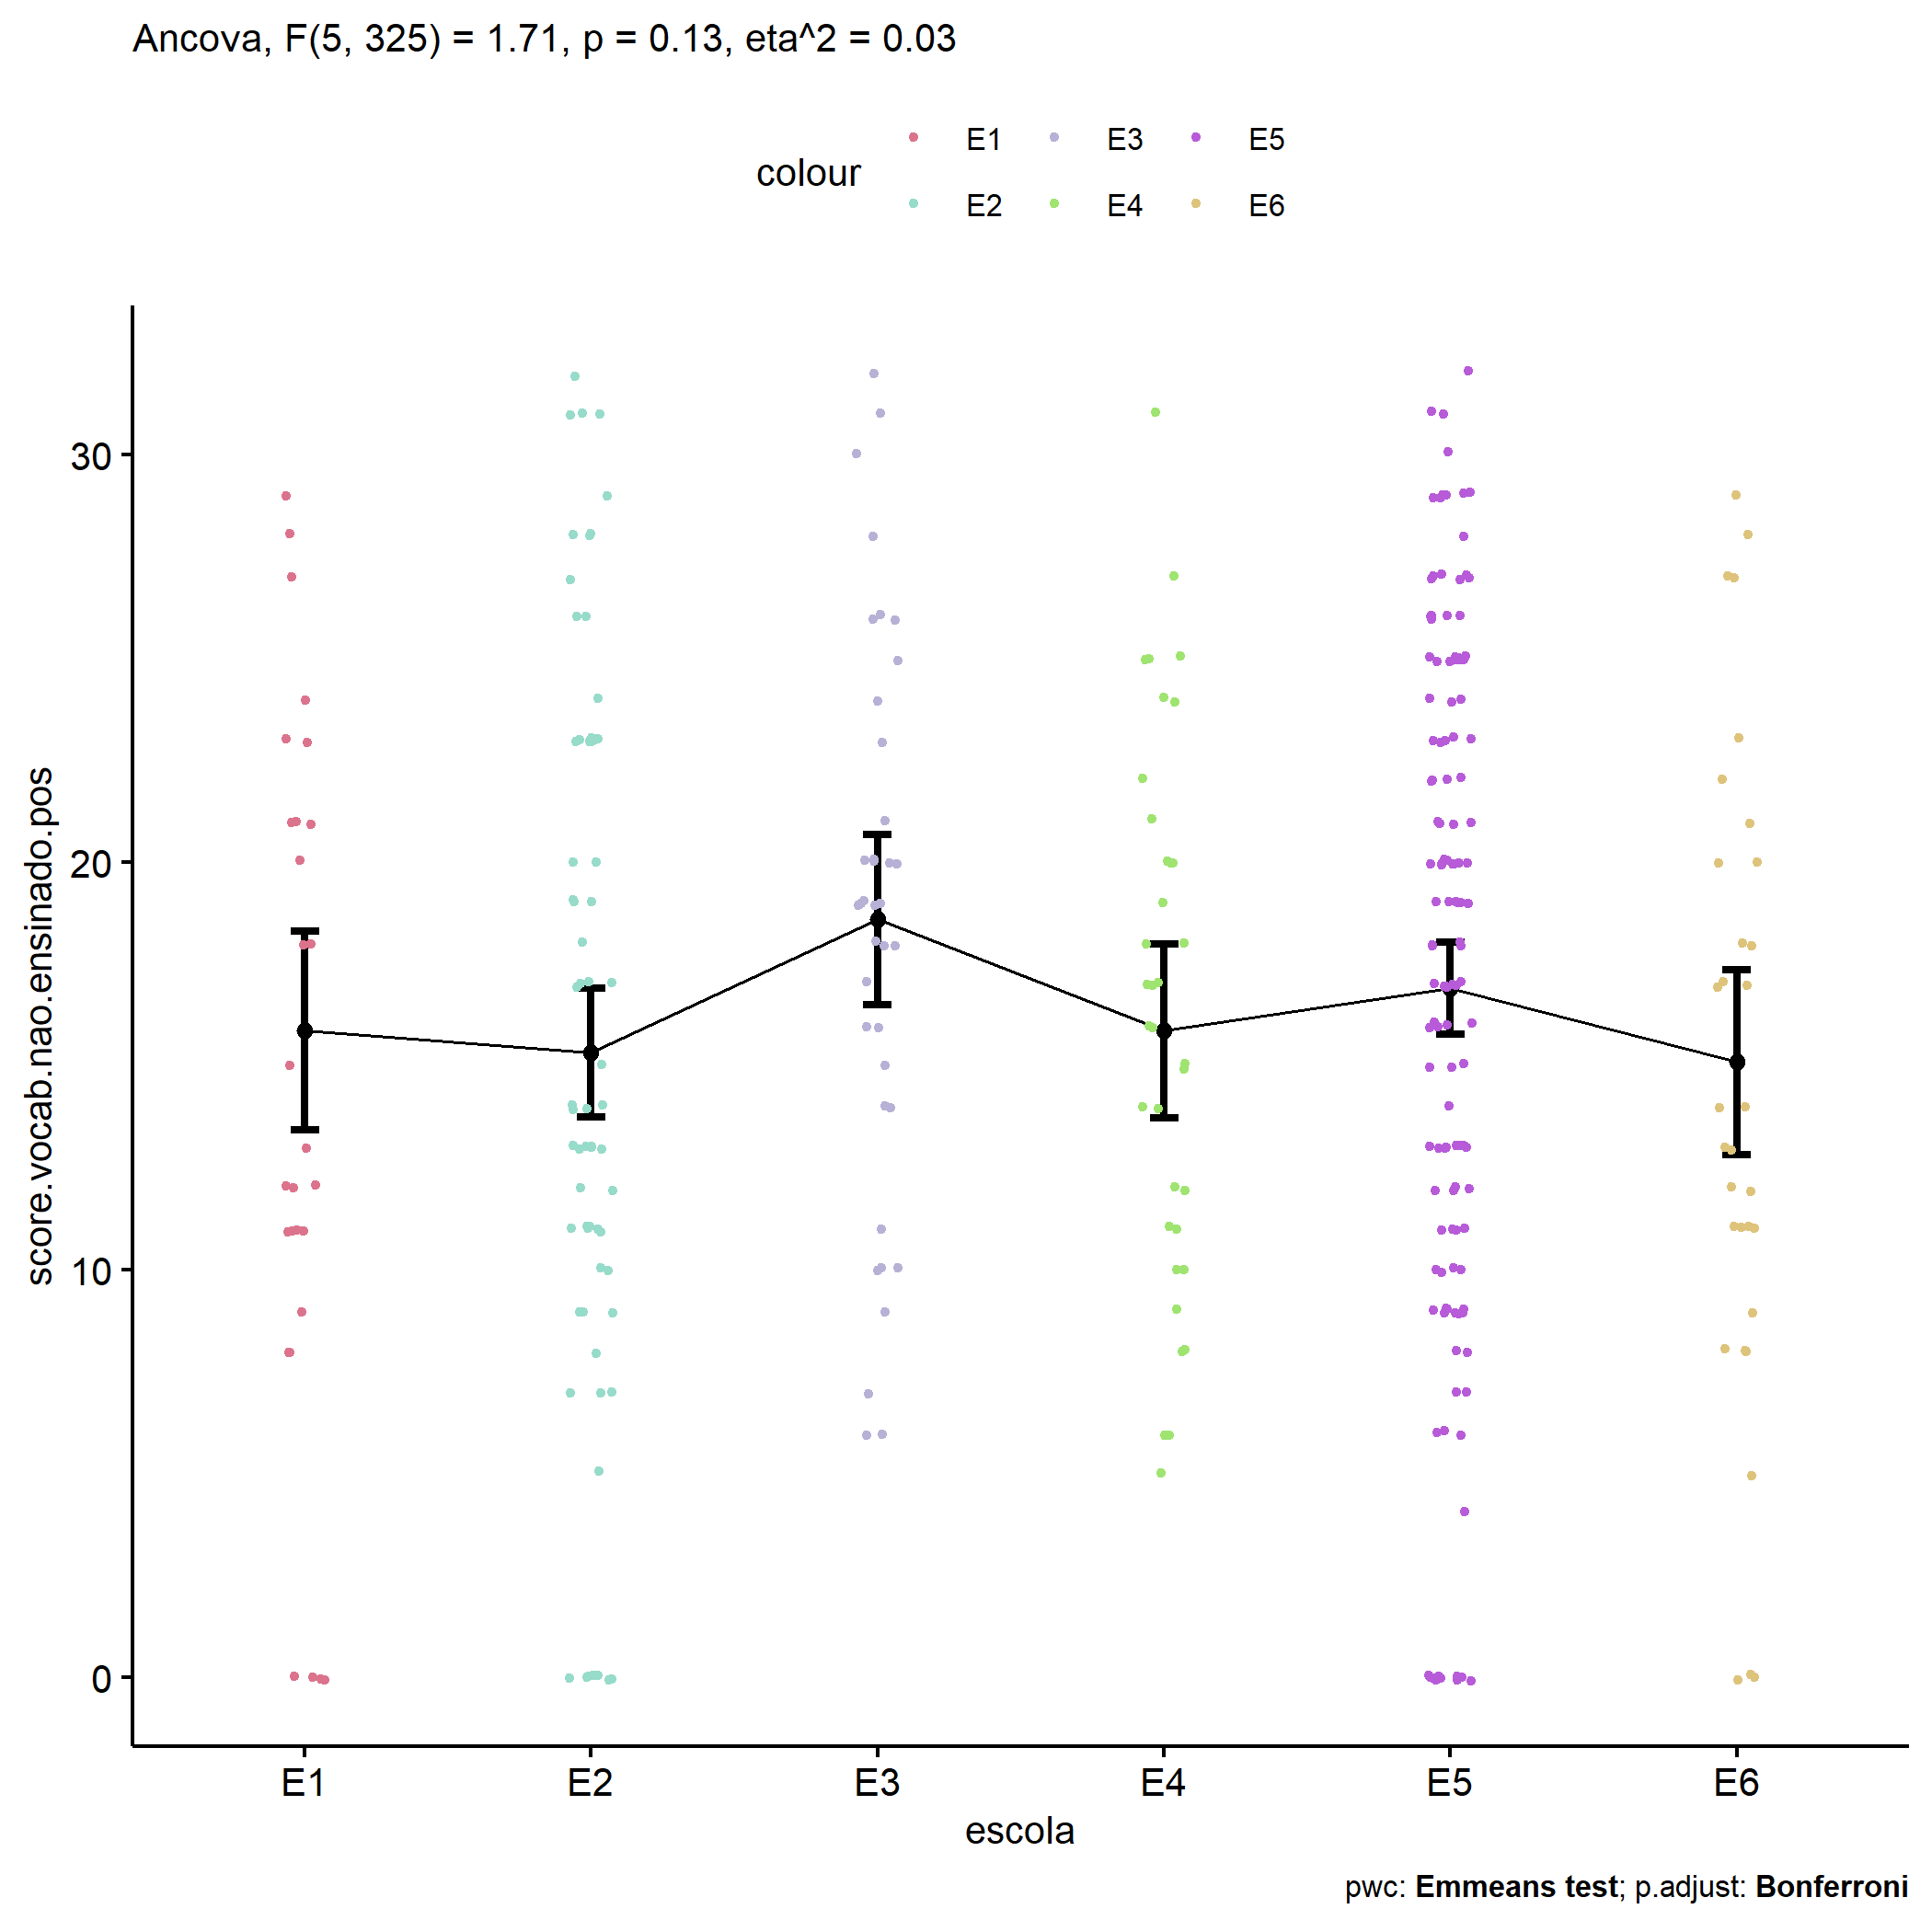 Ancova, F(5, 325) = 1.71, p = 0.13, eta^2 = 0.03
colour
E1 E3 E5
E2 E4 E6
score.vocab.nao.ensinado.pos
30
20
10
0
E1 E2 E3 E4 E5 E6
escola
pwc: Emmeans test; p.adjust: Bonferroni